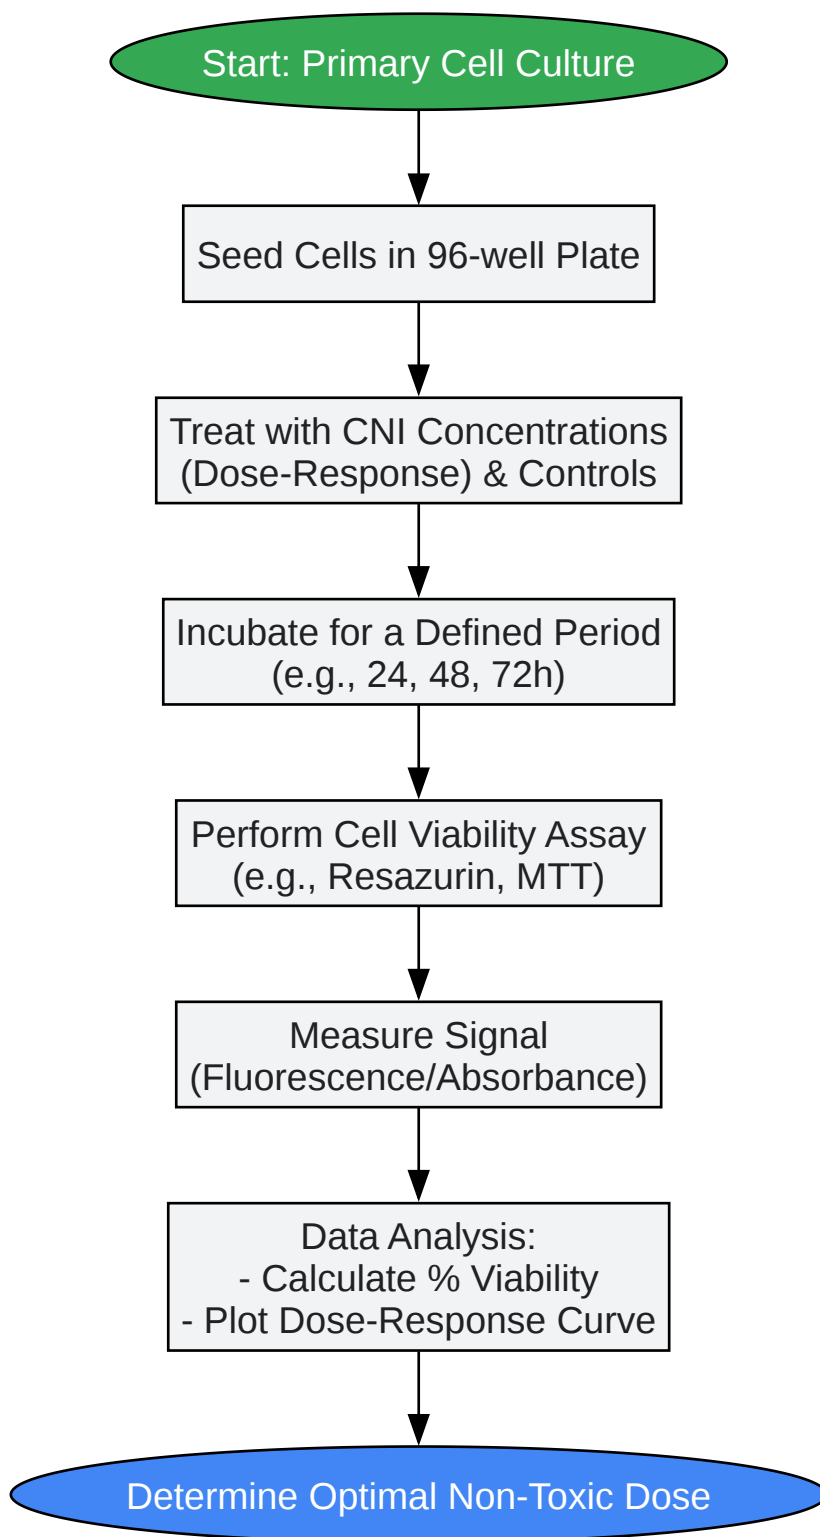 Start: Primary Cell Culture
Seed Cells in 96-well Plate
Treat with CNI Concentrations
(Dose-Response) & Controls
Incubate for a Defined Period
(e.g., 24, 48, 72h)
Perform Cell Viability Assay
(e.g., Resazurin, MTT)
Measure Signal
(Fluorescence/Absorbance)
Data Analysis:
- Calculate % Viability
- Plot Dose-Response Curve
Determine Optimal Non-Toxic Dose